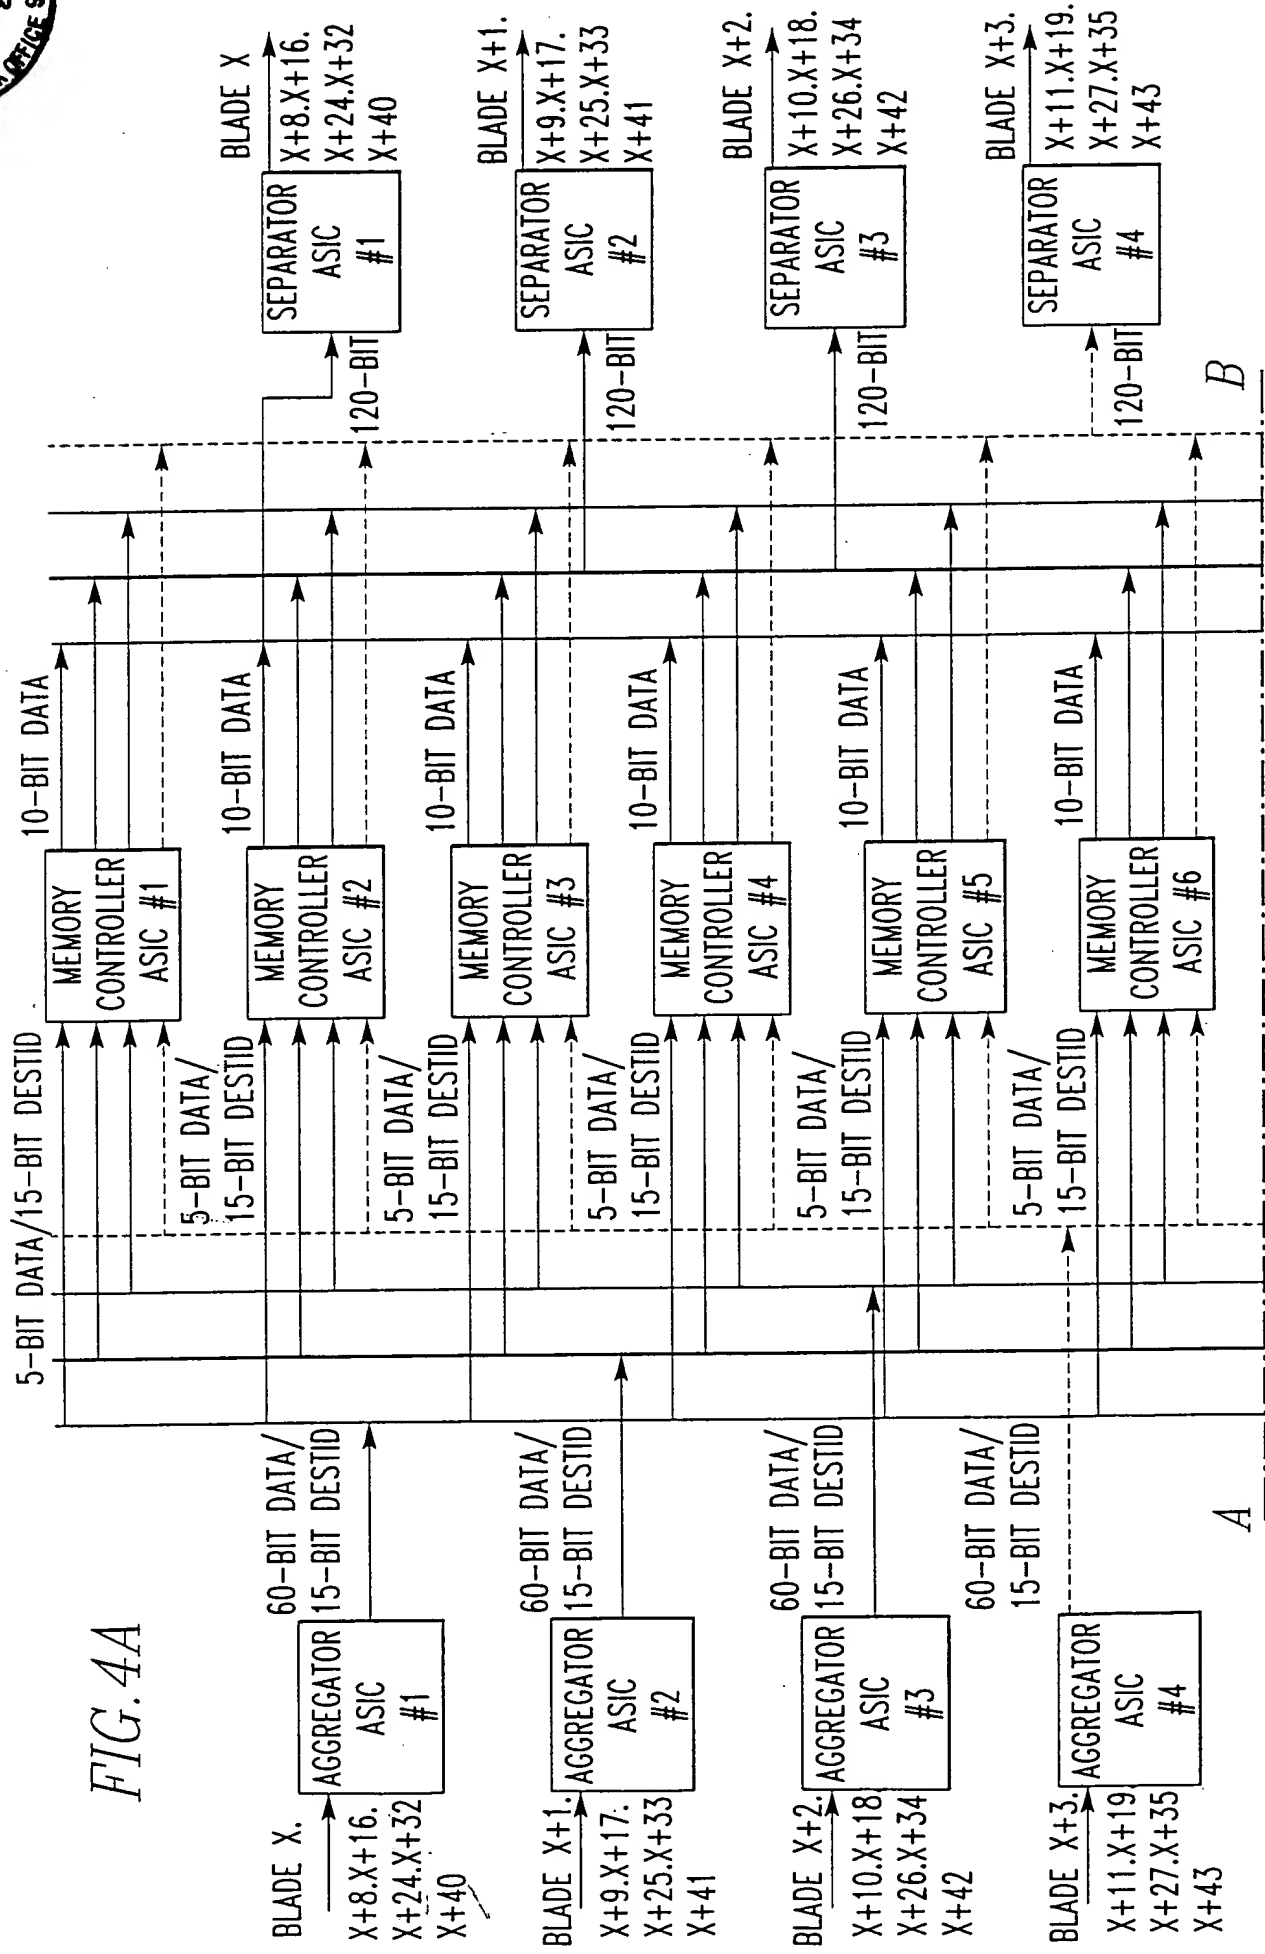 FIG. 4A
BLADE X.
X+8.X+16.
X+24.X+32
X+40
AGGREGATOR
ASIC
#1
60-BIT DATA/
15-BIT DESTID
BLADE X+1.
X+9.X+17.
X+25.X+33
X+41
AGGREGATOR
ASIC
#2
60-BIT DATA/
15-BIT DESTID
BLADE X+2.
X+10.X+18.
X+26.X+34
X+42
AGGREGATOR
ASIC
#3
60-BIT DATA/
15-BIT DESTID
BLADE X+3.
X+11.X+19
X+27.X+35
X+43
AGGREGATOR
ASIC
#4
60-BIT DATA/
15-BIT DESTID
5-BIT DATA/15-BIT DESTID
MEMORY
CONTROLLER
ASIC #1
10-BIT DATA
5-BIT DATA/
15-BIT DESTID
MEMORY
CONTROLLER
ASIC #2
10-BIT DATA
5-BIT DATA/
15-BIT DESTID
MEMORY
CONTROLLER
ASIC #3
10-BIT DATA
5-BIT DATA/
15-BIT DESTID
MEMORY
CONTROLLER
ASIC #4
10-BIT DATA
5-BIT DATA/
15-BIT DESTID
MEMORY
CONTROLLER
ASIC #5
10-BIT DATA
5-BIT DATA/
15-BIT DESTID
MEMORY
CONTROLLER
ASIC #6
10-BIT DATA
120-BIT
SEPARATOR
ASIC
#1
BLADE X
X+8.X+16.
X+24.X+32
X+40
120-BIT
SEPARATOR
ASIC
#2
BLADE X+1.
X+9.X+17.
X+25.X+33
X+41
120-BIT
SEPARATOR
ASIC
#3
BLADE X+2.
X+10.X+18.
X+26.X+34
X+42
120-BIT
SEPARATOR
ASIC
#4
BLADE X+3.
X+11.X+19.
X+27.X+35
X+43
A
B
OFFICE